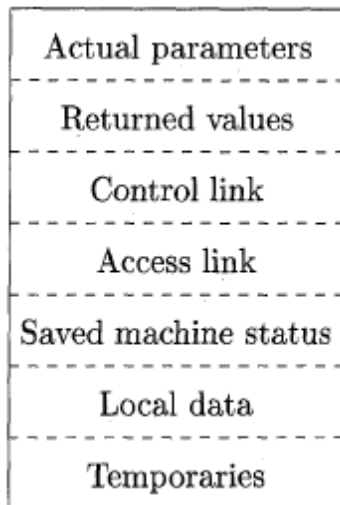 Actual parameters
Returned values
Control link
Access link
Saved machine status
Local data
Temporaries